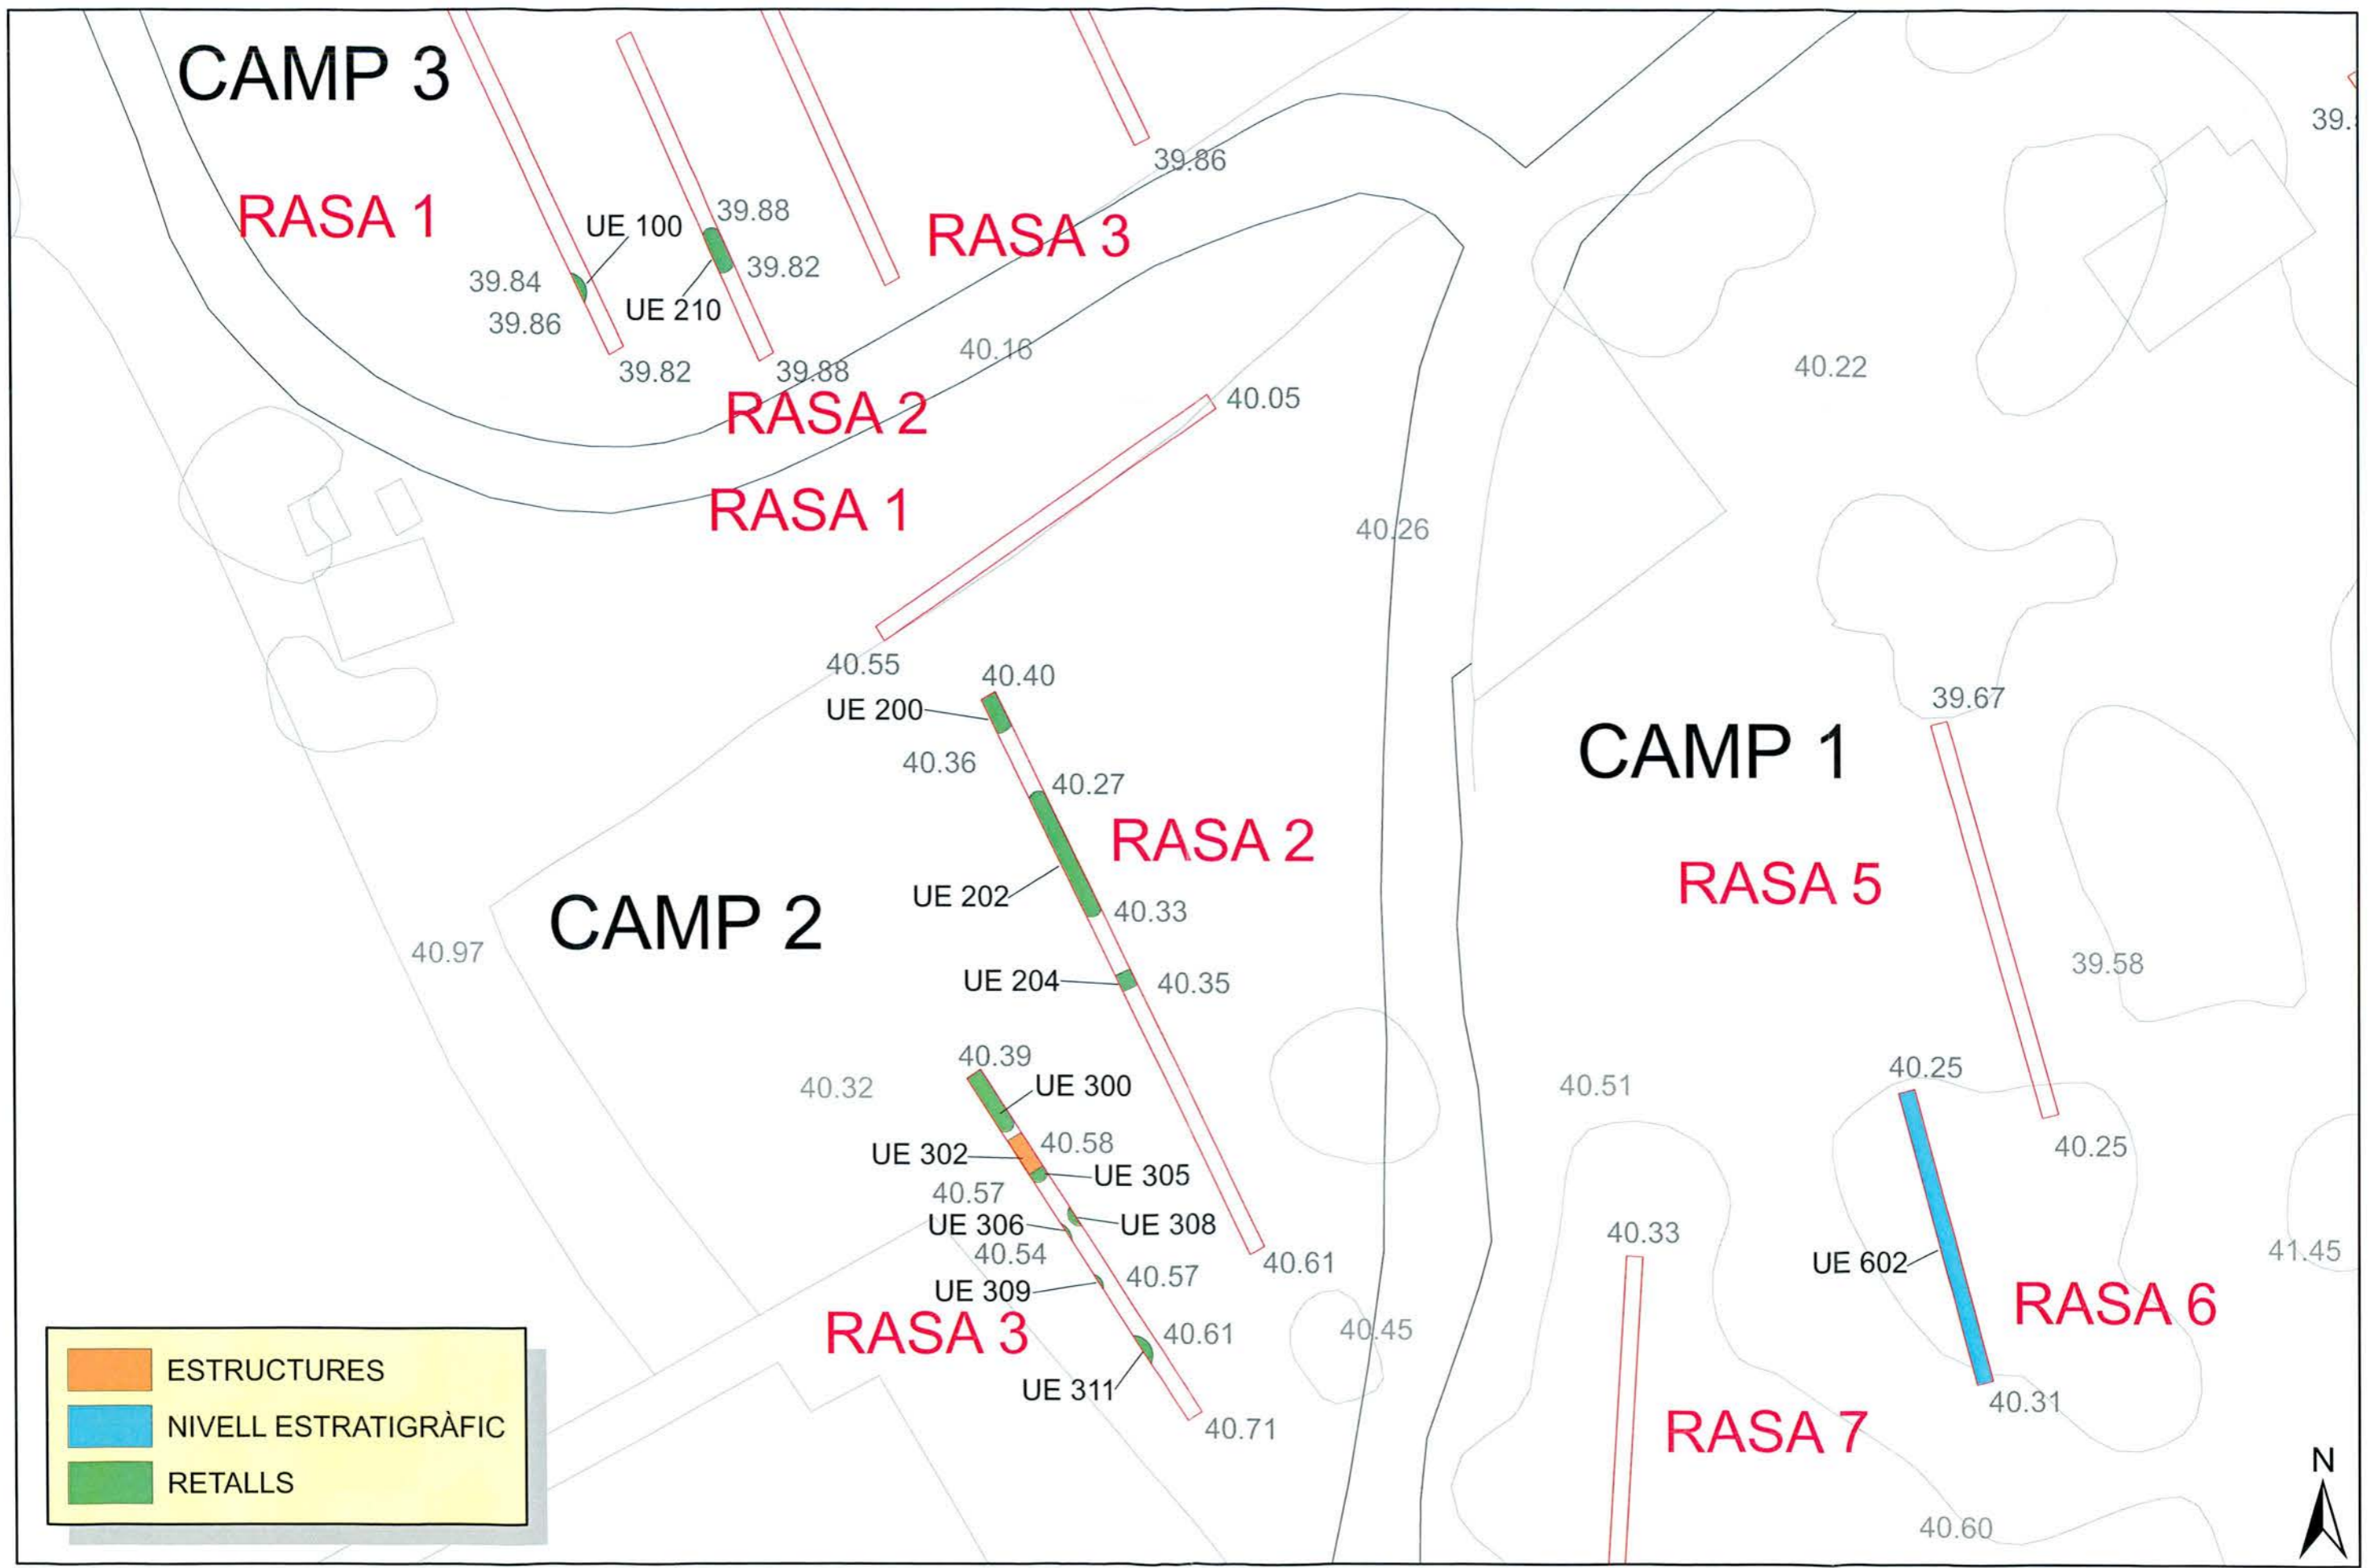 CAMP 3
39.
39.86
RASA 1
UE 100
39.88
RASA 3
39.82
39.84
UE 210
39.86
40.16
40.22
39.82
39.88
RASA 2
40.05
RASA 1
40.26
40.55
40.40
39.67
UE 200
40.36
CAMP 1
40.27
RASA 2
RASA 5
UE 202
40.33
CAMP 2
40.97
39.58
UE 204
40.35
40.39
40.25
40.32
UE 300
40.51
40.58
40.25
UE 302
UE 305
40.57
UE 306
UE 308
40.33
40.54
40.61
UE 602
41.45
40.57
UE 309
RASA 6
RASA 3
40.61
40.45
UE 311
40.31
40.71
RASA 7
40.60
ESTRUCTURES
NIVELL ESTRATIGRÀFIC
RETALLS
N